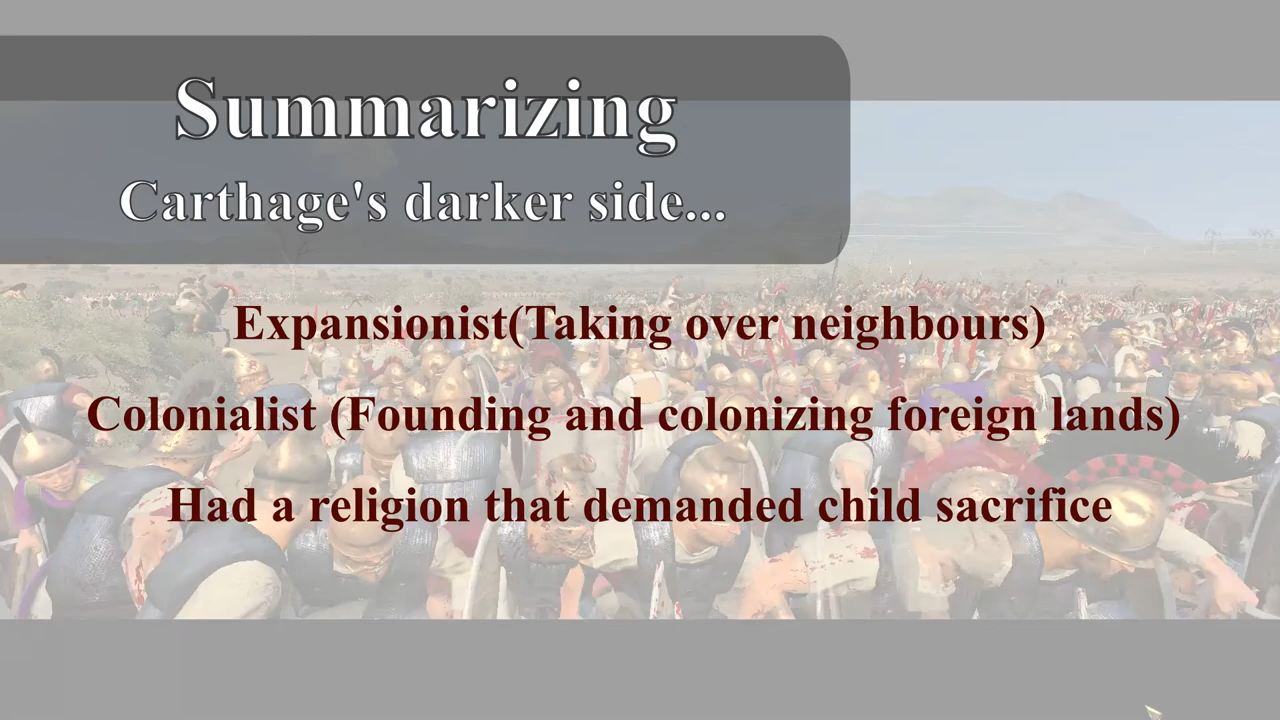 Summarizing
Carthage's darker side...
Expansionist(Taking over neighbours)
Colonialist (Founding and colonizing foreign lands)
Had a religion that demanded child sacrifice